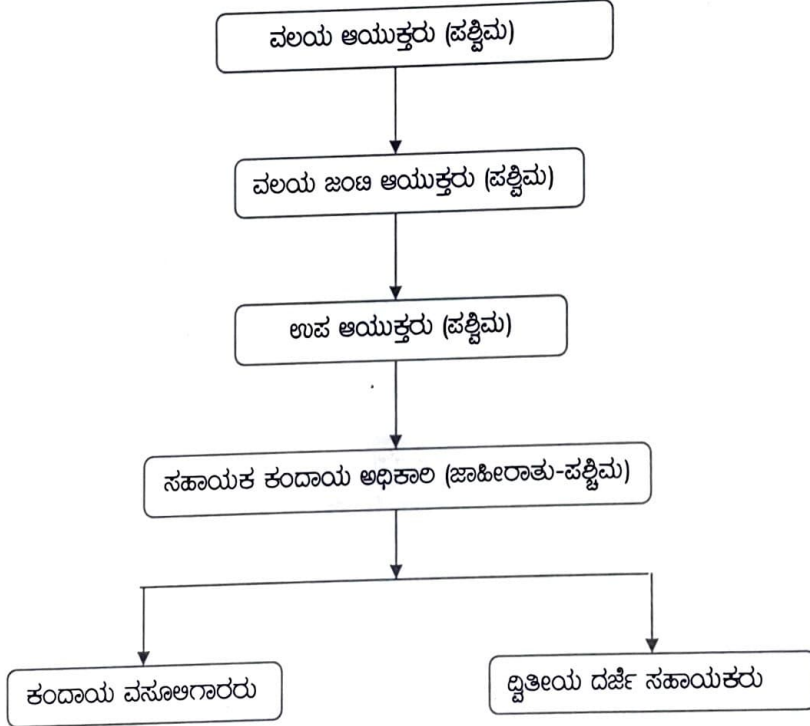 ವಲಯ ಆಯುಕ್ತರು (ಪಶ್ಚಿಮ)
ವಲಯ ಜಂಟಿ ಆಯುಕ್ತರು (ಪಶ್ಚಿಮ)
ಉಪ ಆಯುಕ್ತರು (ಪಶ್ಚಿಮ)
ಸಹಾಯಕ ಕಂದಾಯ ಅಧಿಕಾರಿ (ಜಾಹೀರಾತು-ಪಶ್ಚಿಮ)
ಕಂದಾಯ ವಸೂಲಿಗಾರರು
ದ್ವಿತೀಯ ದರ್ಜೆ ಸಹಾಯಕರು